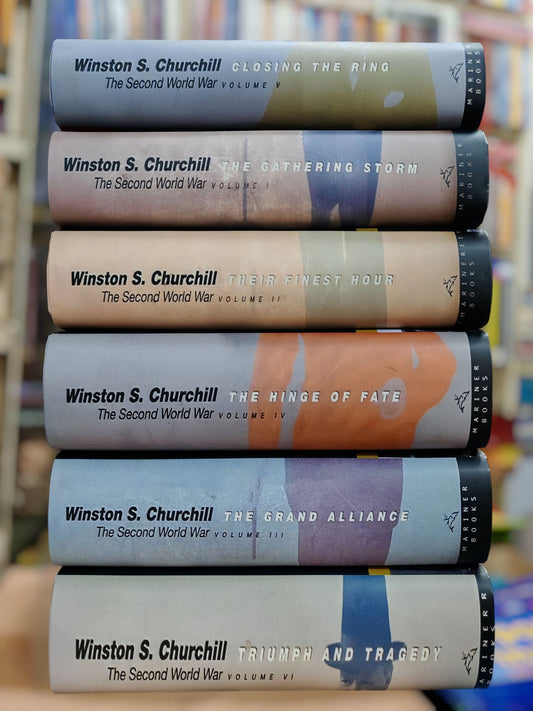 Winston S. Churchill CLOSING THE RING
The Second World War VOLUME V
MARINER
BOOKS
Winston S. Churchill THE GATHERING STORM
The Second World War VOLUME I
MARINER
BOOKS
Winston S. Churchill THEIR FINEST HOUR
The Second World War VOLUME II
MARINER
BOOKS
Winston S. Churchill THE HINGE OF FATE
The Second World War VOLUME IV
MARINER
BOOKS
Winston S. Churchill THE GRAND ALLIANCE
The Second World War VOLUME III
MARINER
BOOKS
Winston S. Churchill TRIUMPH AND TRAGEDY
The Second World War VOLUME VI